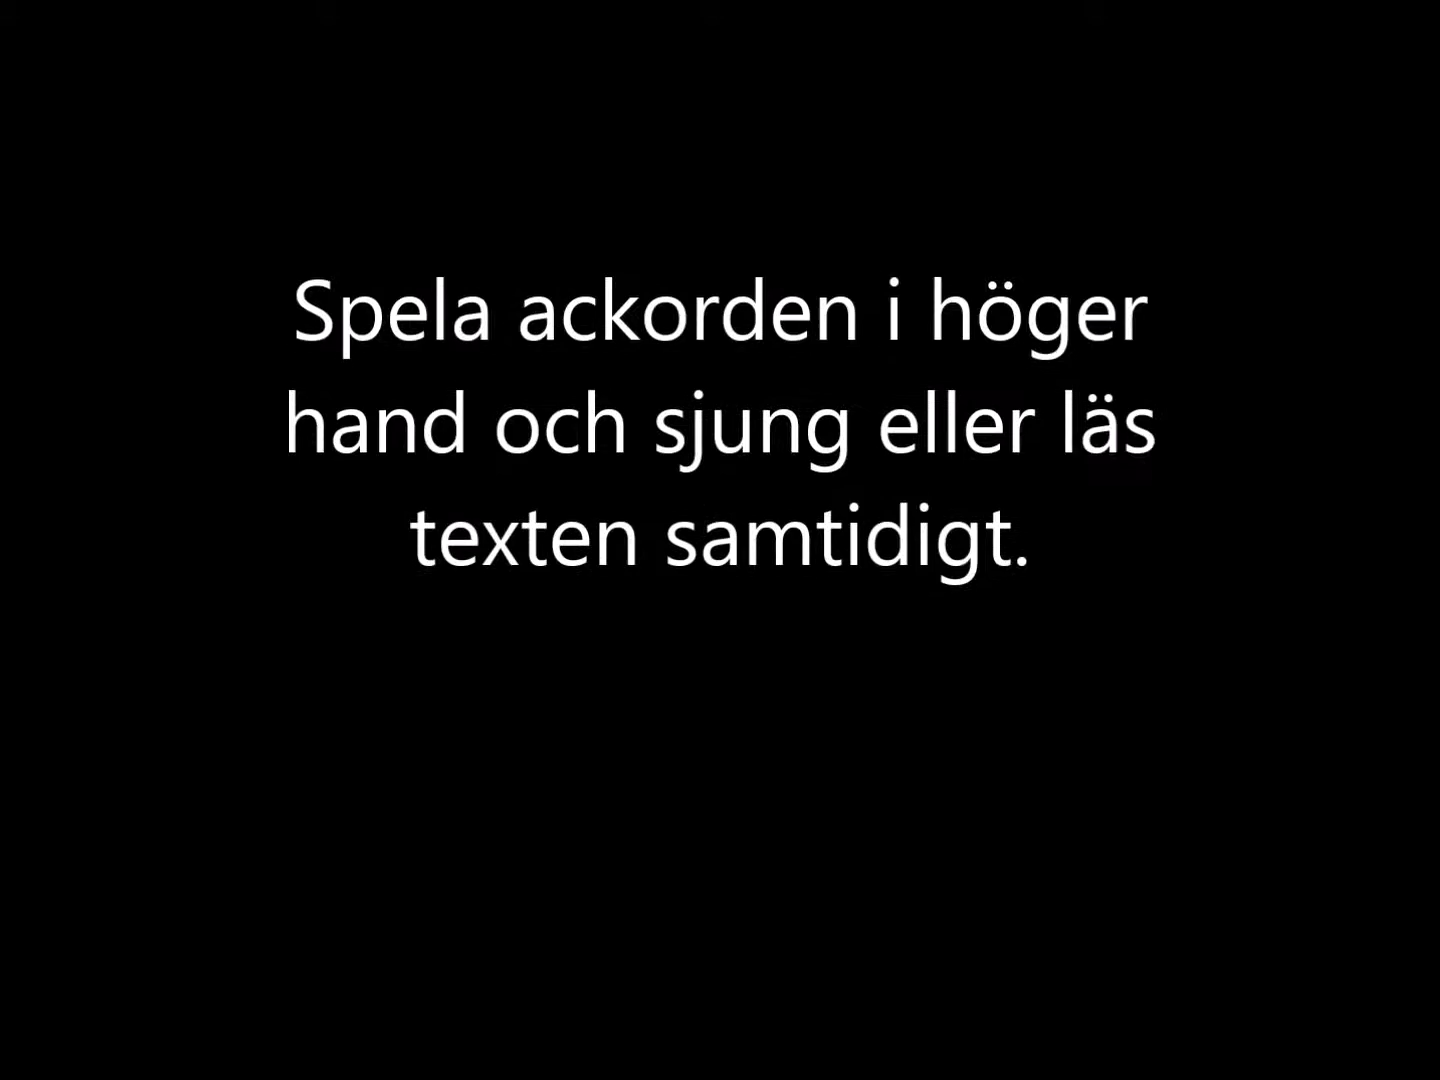 Spela ackorden i höger
hand och sjung eller läs
texten samtidigt.